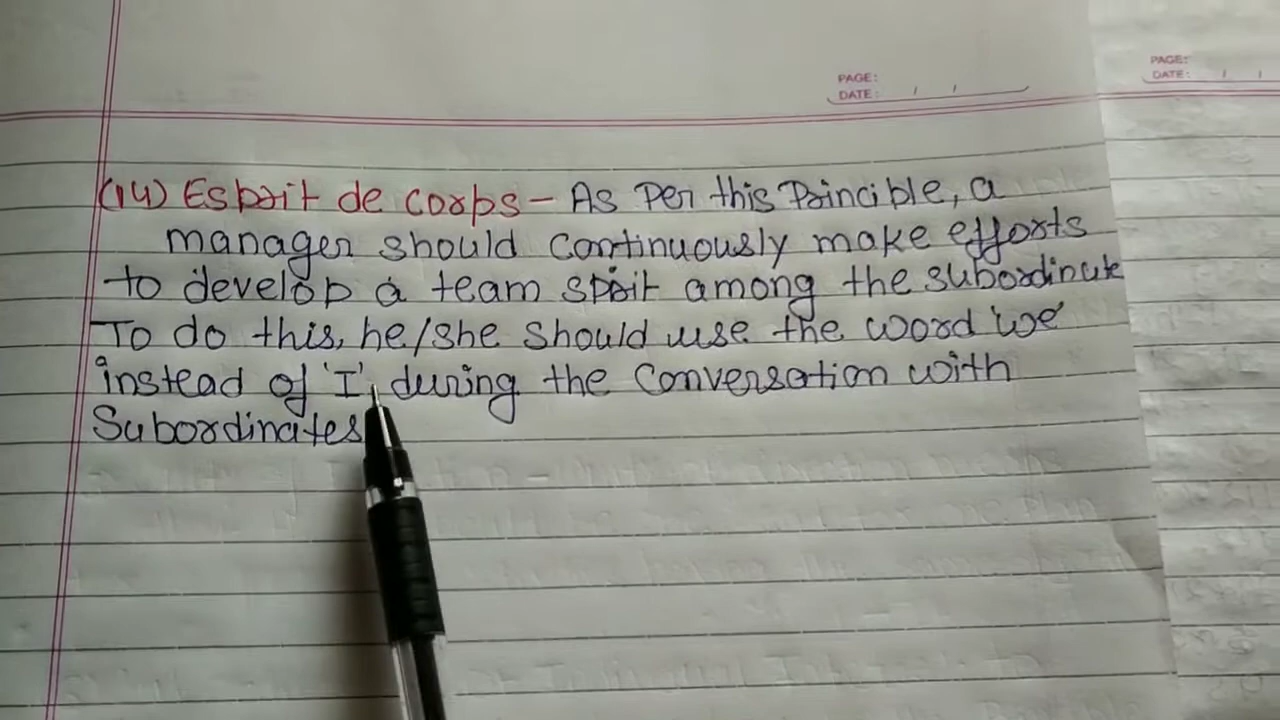 PAGE:
DATE: / /
PAGE:
DATE: / /
(14) Esprit de corps - As Per this Principle, a
manager should continuously make efforts
to develop a team spirit among the subordinate
To do this, he/she should use the word 'we'
instead of 'I' during the Conversation with
Subordinates